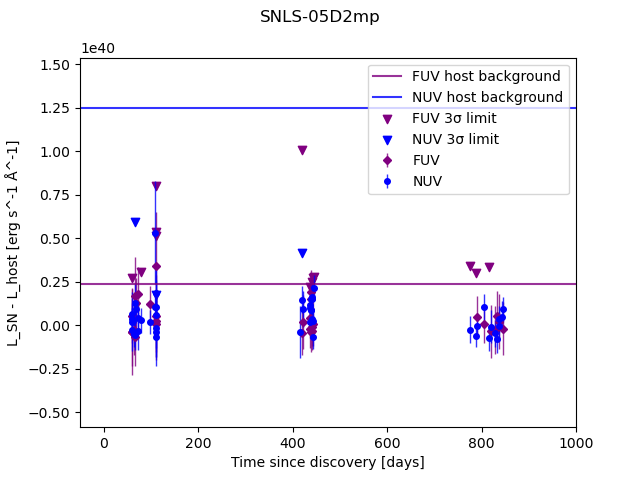 SNLS-05D2mp
1e40
1.50
1.25
1.00
0.75
0.50
0.25
0.00
−0.25
−0.50
L_SN - L_host [erg s^-1 Å^-1]
FUV host background
NUV host background
FUV 3σ limit
NUV 3σ limit
FUV
NUV
0 200 400 600 800 1000
Time since discovery [days]